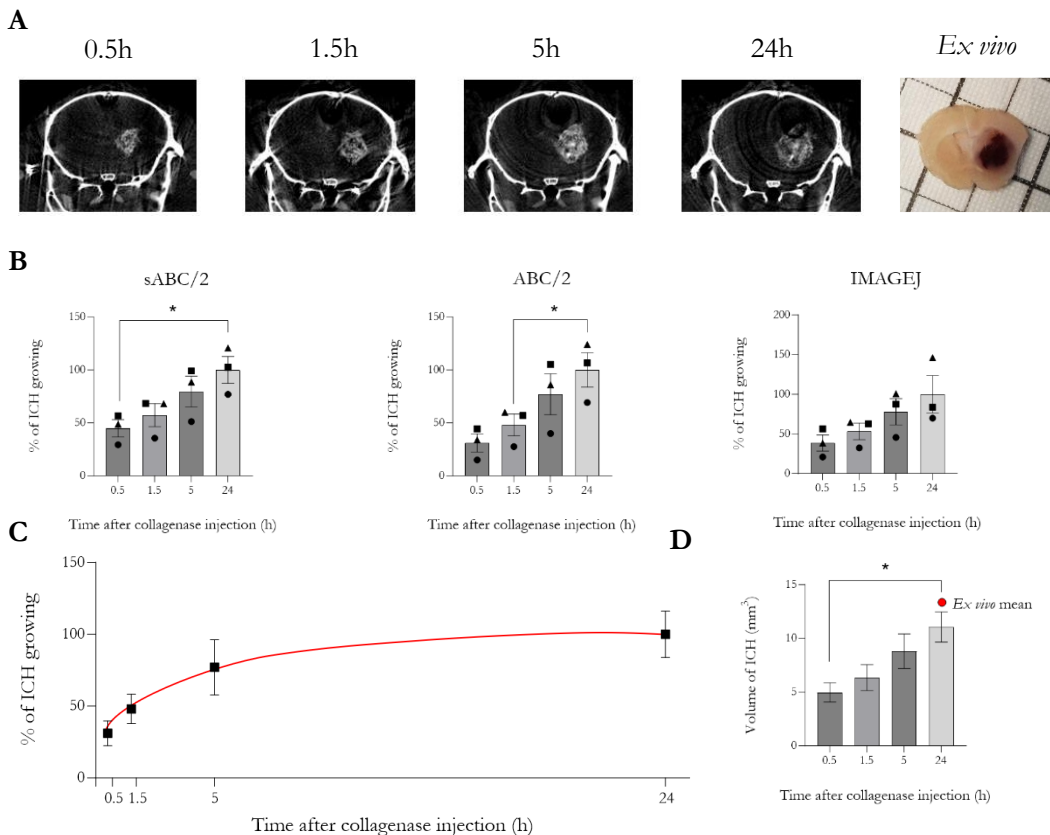 A
0.5h 1.5h 5h 24h Ex vivo
B
sABC/2
% of ICH growing
150
100
50
0
*
0.5 1.5 5 24
Time after collagenase injection (h)
ABC/2
% of ICH growing
150
100
50
0
*
0.5 1.5 5 24
Time after collagenase injection (h)
IMAGEJ
% of ICH growing
200
150
100
50
0
0.5 1.5 5 24
Time after collagenase injection (h)
C
% of ICH growing
150
100
50
0
0.5 1.5 5 24
Time after collagenase injection (h)
D
Volume of ICH (mm³)
15
10
5
0
*
Ex vivo mean
0.5 1.5 5 24
Time after collagenase injection (h)